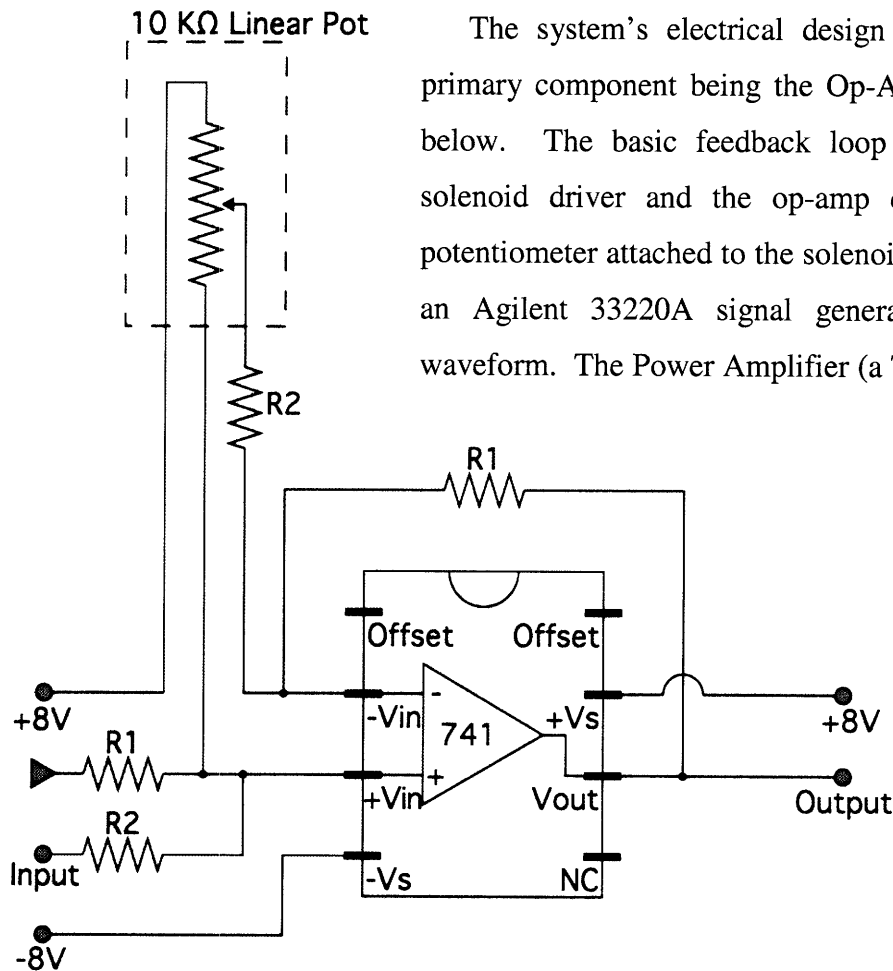 10 KΩ Linear Pot
The system's electrical design
primary component being the Op-A
below. The basic feedback loop
solenoid driver and the op-amp
potentiometer attached to the solenoi
an Agilent 33220A signal genera
waveform. The Power Amplifier (a
R2
R1
Offset
Offset
+8V
-Vin
-
741
+Vs
+8V
R1
+Vin
+
Vout
Output
R2
Input
-Vs
NC
-8V